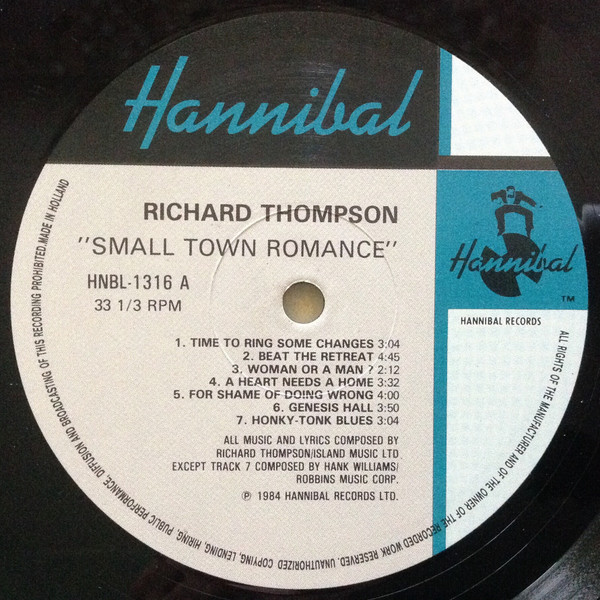 Hannibal
RICHARD THOMPSON
"SMALL TOWN ROMANCE"
HNBL-1316 A
33 1/3 RPM
Hannibal
TM
HANNIBAL RECORDS
1. TIME TO RING SOME CHANGES 3:04
2. BEAT THE RETREAT 4:45
3. WOMAN OR A MAN ? 2:12
4. A HEART NEEDS A HOME 3:32
5. FOR SHAME OF DOING WRONG 4:00
6. GENESIS HALL 3:50
7. HONKY-TONK BLUES 3:04
ALL MUSIC AND LYRICS COMPOSED BY
RICHARD THOMPSON/ISLAND MUSIC LTD.
EXCEPT TRACK 7 COMPOSED BY HANK WILLIAMS/
ROBBINS MUSIC CORP.
℗ 1984 HANNIBAL RECORDS LTD.
ALL RIGHTS OF THE MANUFACTURER AND OF THE OWNER OF THE RECORDED WORK RESERVED. UNAUTHORIZED COPYING, LENDING, HIRING, PUBLIC PERFORMANCE, DIFFUSION AND BROADCASTING OF THIS RECORDING PROHIBITED. MADE IN HOLLAND